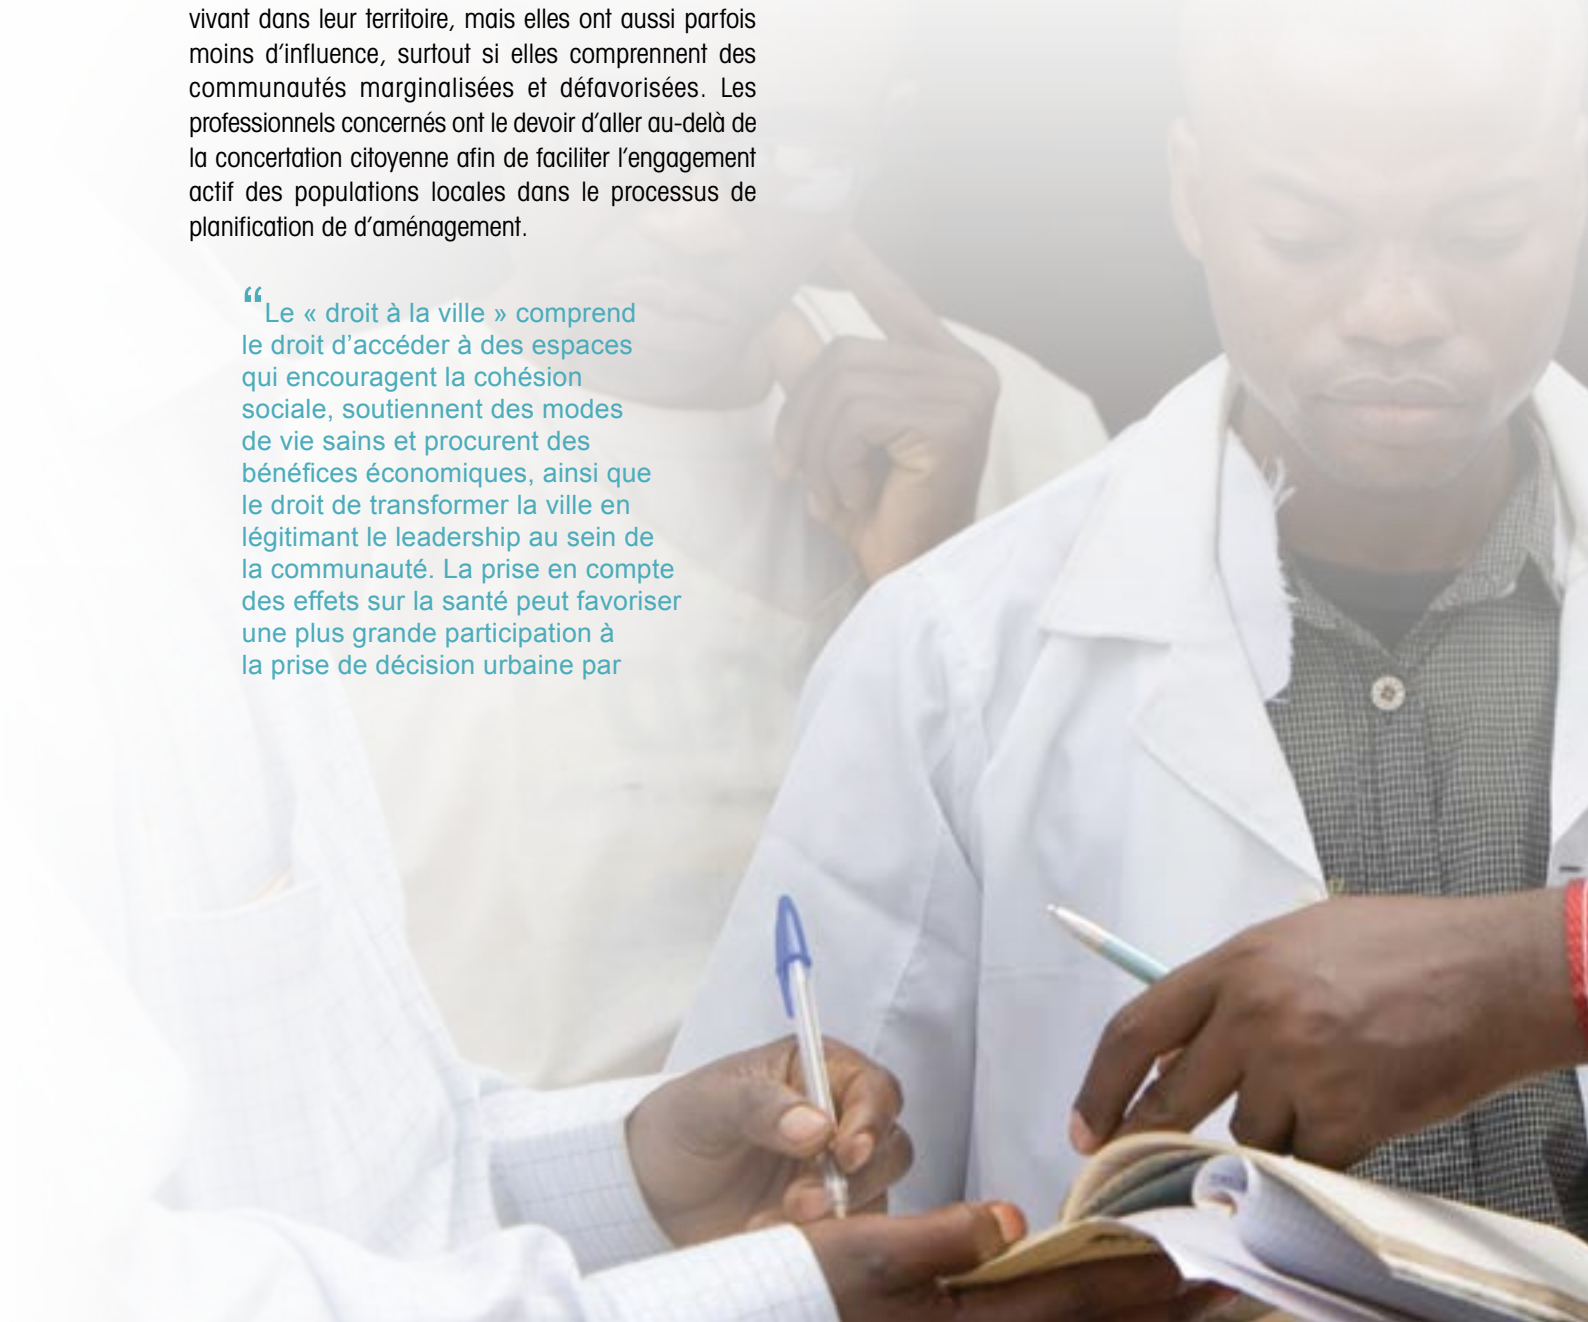 vivant dans leur territoire, mais elles ont aussi parfois
moins d’influence, surtout si elles comprennent des
communautés marginalisées et défavorisées. Les
professionnels concernés ont le devoir d’aller au-delà de
la concertation citoyenne afin de faciliter l’engagement
actif des populations locales dans le processus de
planification de d’aménagement.
“Le « droit à la ville » comprend
le droit d’accéder à des espaces
qui encouragent la cohésion
sociale, soutiennent des modes
de vie sains et procurent des
bénéfices économiques, ainsi que
le droit de transformer la ville en
légitimant le leadership au sein de
la communauté. La prise en compte
des effets sur la santé peut favoriser
une plus grande participation à
la prise de décision urbaine par